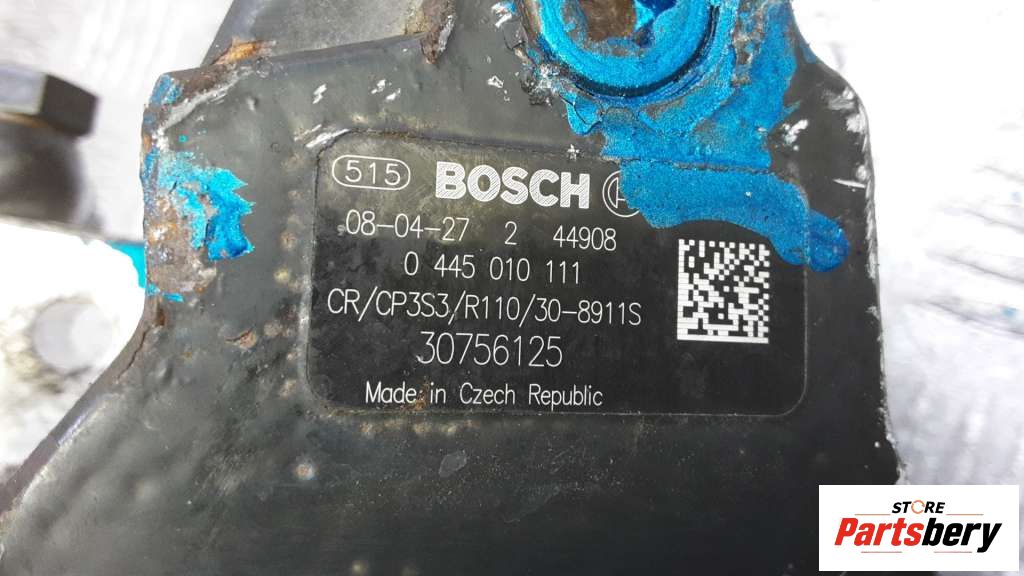 515 BOSCH
08-04-27 2 44908
0 445 010 111
CR/CP3S3/R110/30-8911S
30756125
Made in Czech Republic
STORE
Partsbery